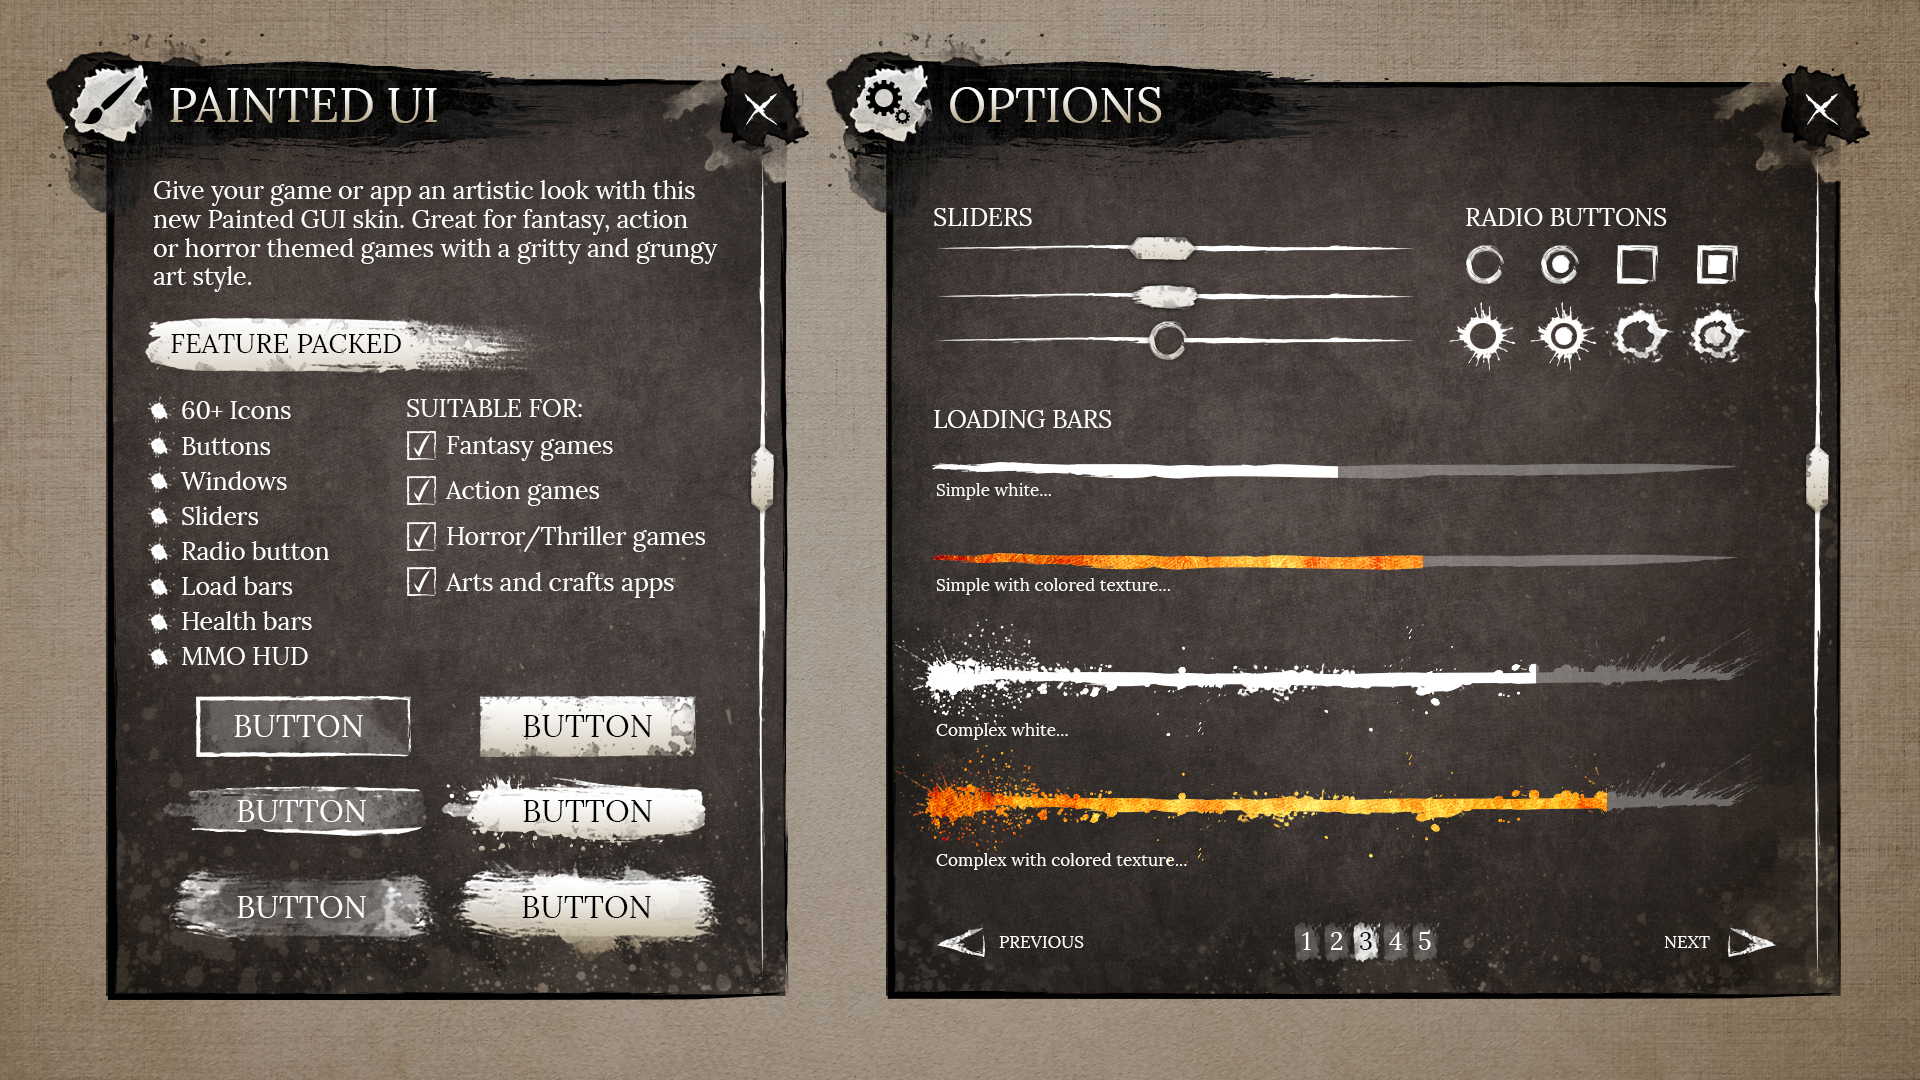 PAINTED UI
Give your game or app an artistic look with this
new Painted GUI skin. Great for fantasy, action
or horror themed games with a gritty and grungy
art style.
FEATURE PACKED
60+ Icons
Buttons
Windows
Sliders
Radio button
Load bars
Health bars
MMO HUD
SUITABLE FOR:
Fantasy games
Action games
Horror/Thriller games
Arts and crafts apps
BUTTON
BUTTON
BUTTON
BUTTON
BUTTON
BUTTON
OPTIONS
SLIDERS
RADIO BUTTONS
LOADING BARS
Simple white...
Simple with colored texture...
Complex white...
Complex with colored texture...
PREVIOUS
1 2 3 4 5
NEXT